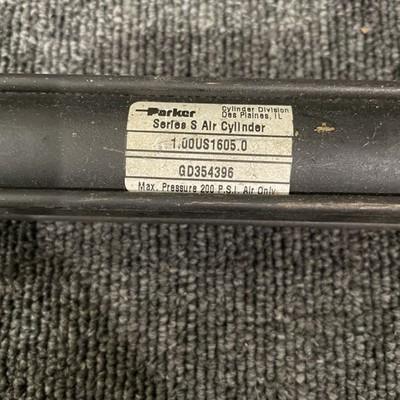 Parker Cylinder Division
Des Plaines, IL
Series S Air Cylinder
1.00US1605.0
GD354396
Max. Pressure 200 P.S.I. Air Only